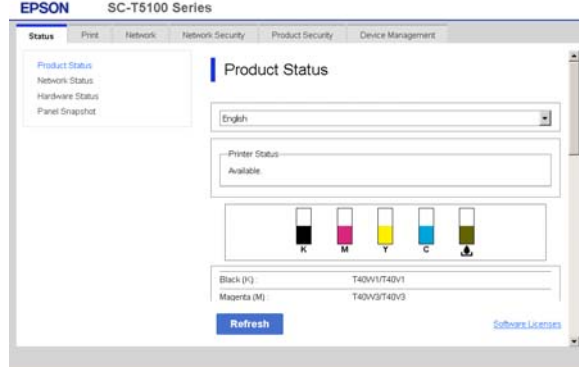 EPSON SC-T5100 Series
Status Print Network Network Security Product Security Device Management
Product Status
Network Status
Hardware Status
Panel Snapshot
Product Status
English
Printer Status
Available.
K M Y C
Black (K) : T40W1/T40V1
Magenta (M) : T40W3/T40V3
Refresh
Software Licenses